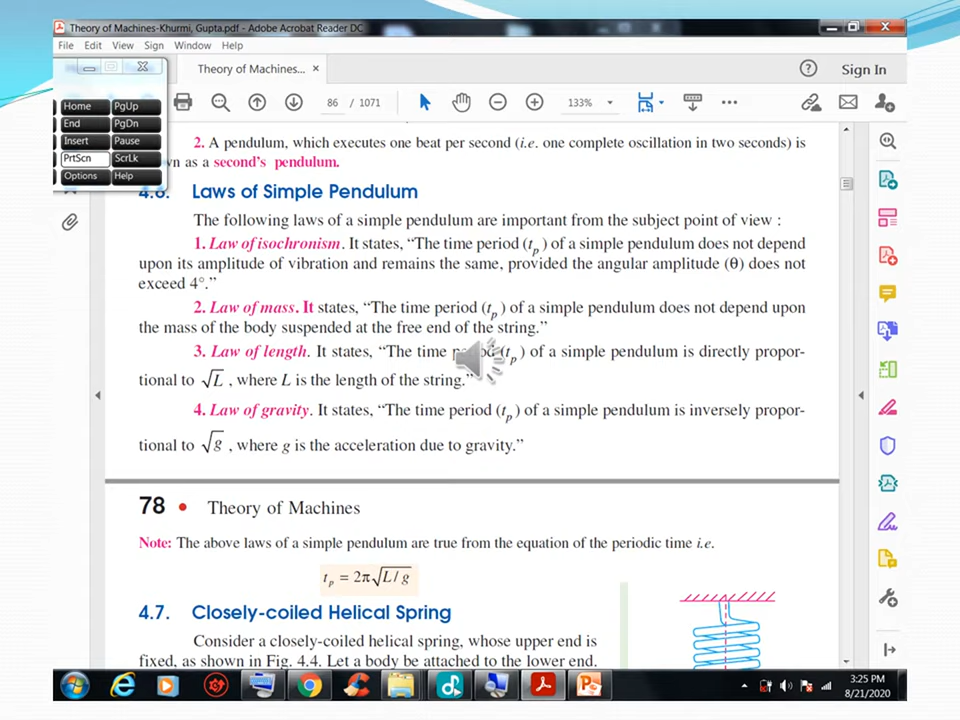 Theory of Machines-Khurmi, Gupta.pdf - Adobe Acrobat Reader DC
File Edit View Sign Window Help
Theory of Machines... × Sign In
Home PgUp
End PgDn
Insert Pause
PrtScn ScrLk
Options Help
86 / 1071 133%
2. A pendulum, which executes one beat per second (i.e. one complete oscillation in two seconds) is
as a second's pendulum.
4.6. Laws of Simple Pendulum
The following laws of a simple pendulum are important from the subject point of view :
1. Law of isochronism. It states, “The time period (tp) of a simple pendulum does not depend
upon its amplitude of vibration and remains the same, provided the angular amplitude (θ) does not
exceed 4°.”
2. Law of mass. It states, “The time period (tp) of a simple pendulum does not depend upon
the mass of the body suspended at the free end of the string.”
3. Law of length. It states, “The time period (tp) of a simple pendulum is directly propor-
tional to √L, where L is the length of the string.”
4. Law of gravity. It states, “The time period (tp) of a simple pendulum is inversely propor-
tional to √g, where g is the acceleration due to gravity.”
78 • Theory of Machines
Note: The above laws of a simple pendulum are true from the equation of the periodic time i.e.
tp = 2π√L/g
4.7. Closely-coiled Helical Spring
Consider a closely-coiled helical spring, whose upper end is
fixed, as shown in Fig. 4.4. Let a body be attached to the lower end.
3:25 PM
8/21/2020